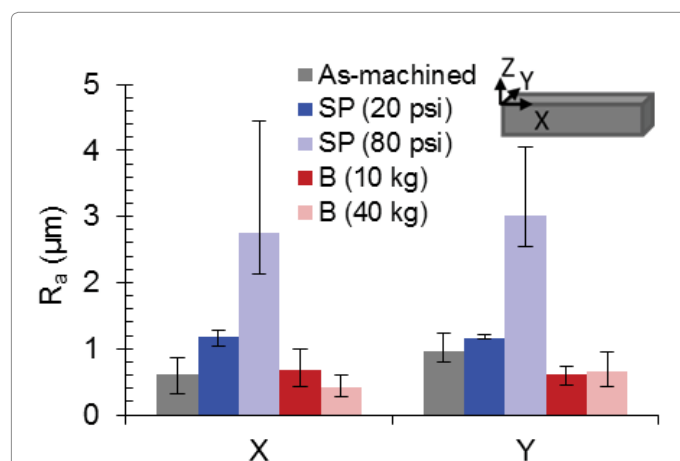 5
4
3
2
1
0
Rₐ (μm)
As-machined
SP (20 psi)
SP (80 psi)
B (10 kg)
B (40 kg)
Z
Y
X
X
Y